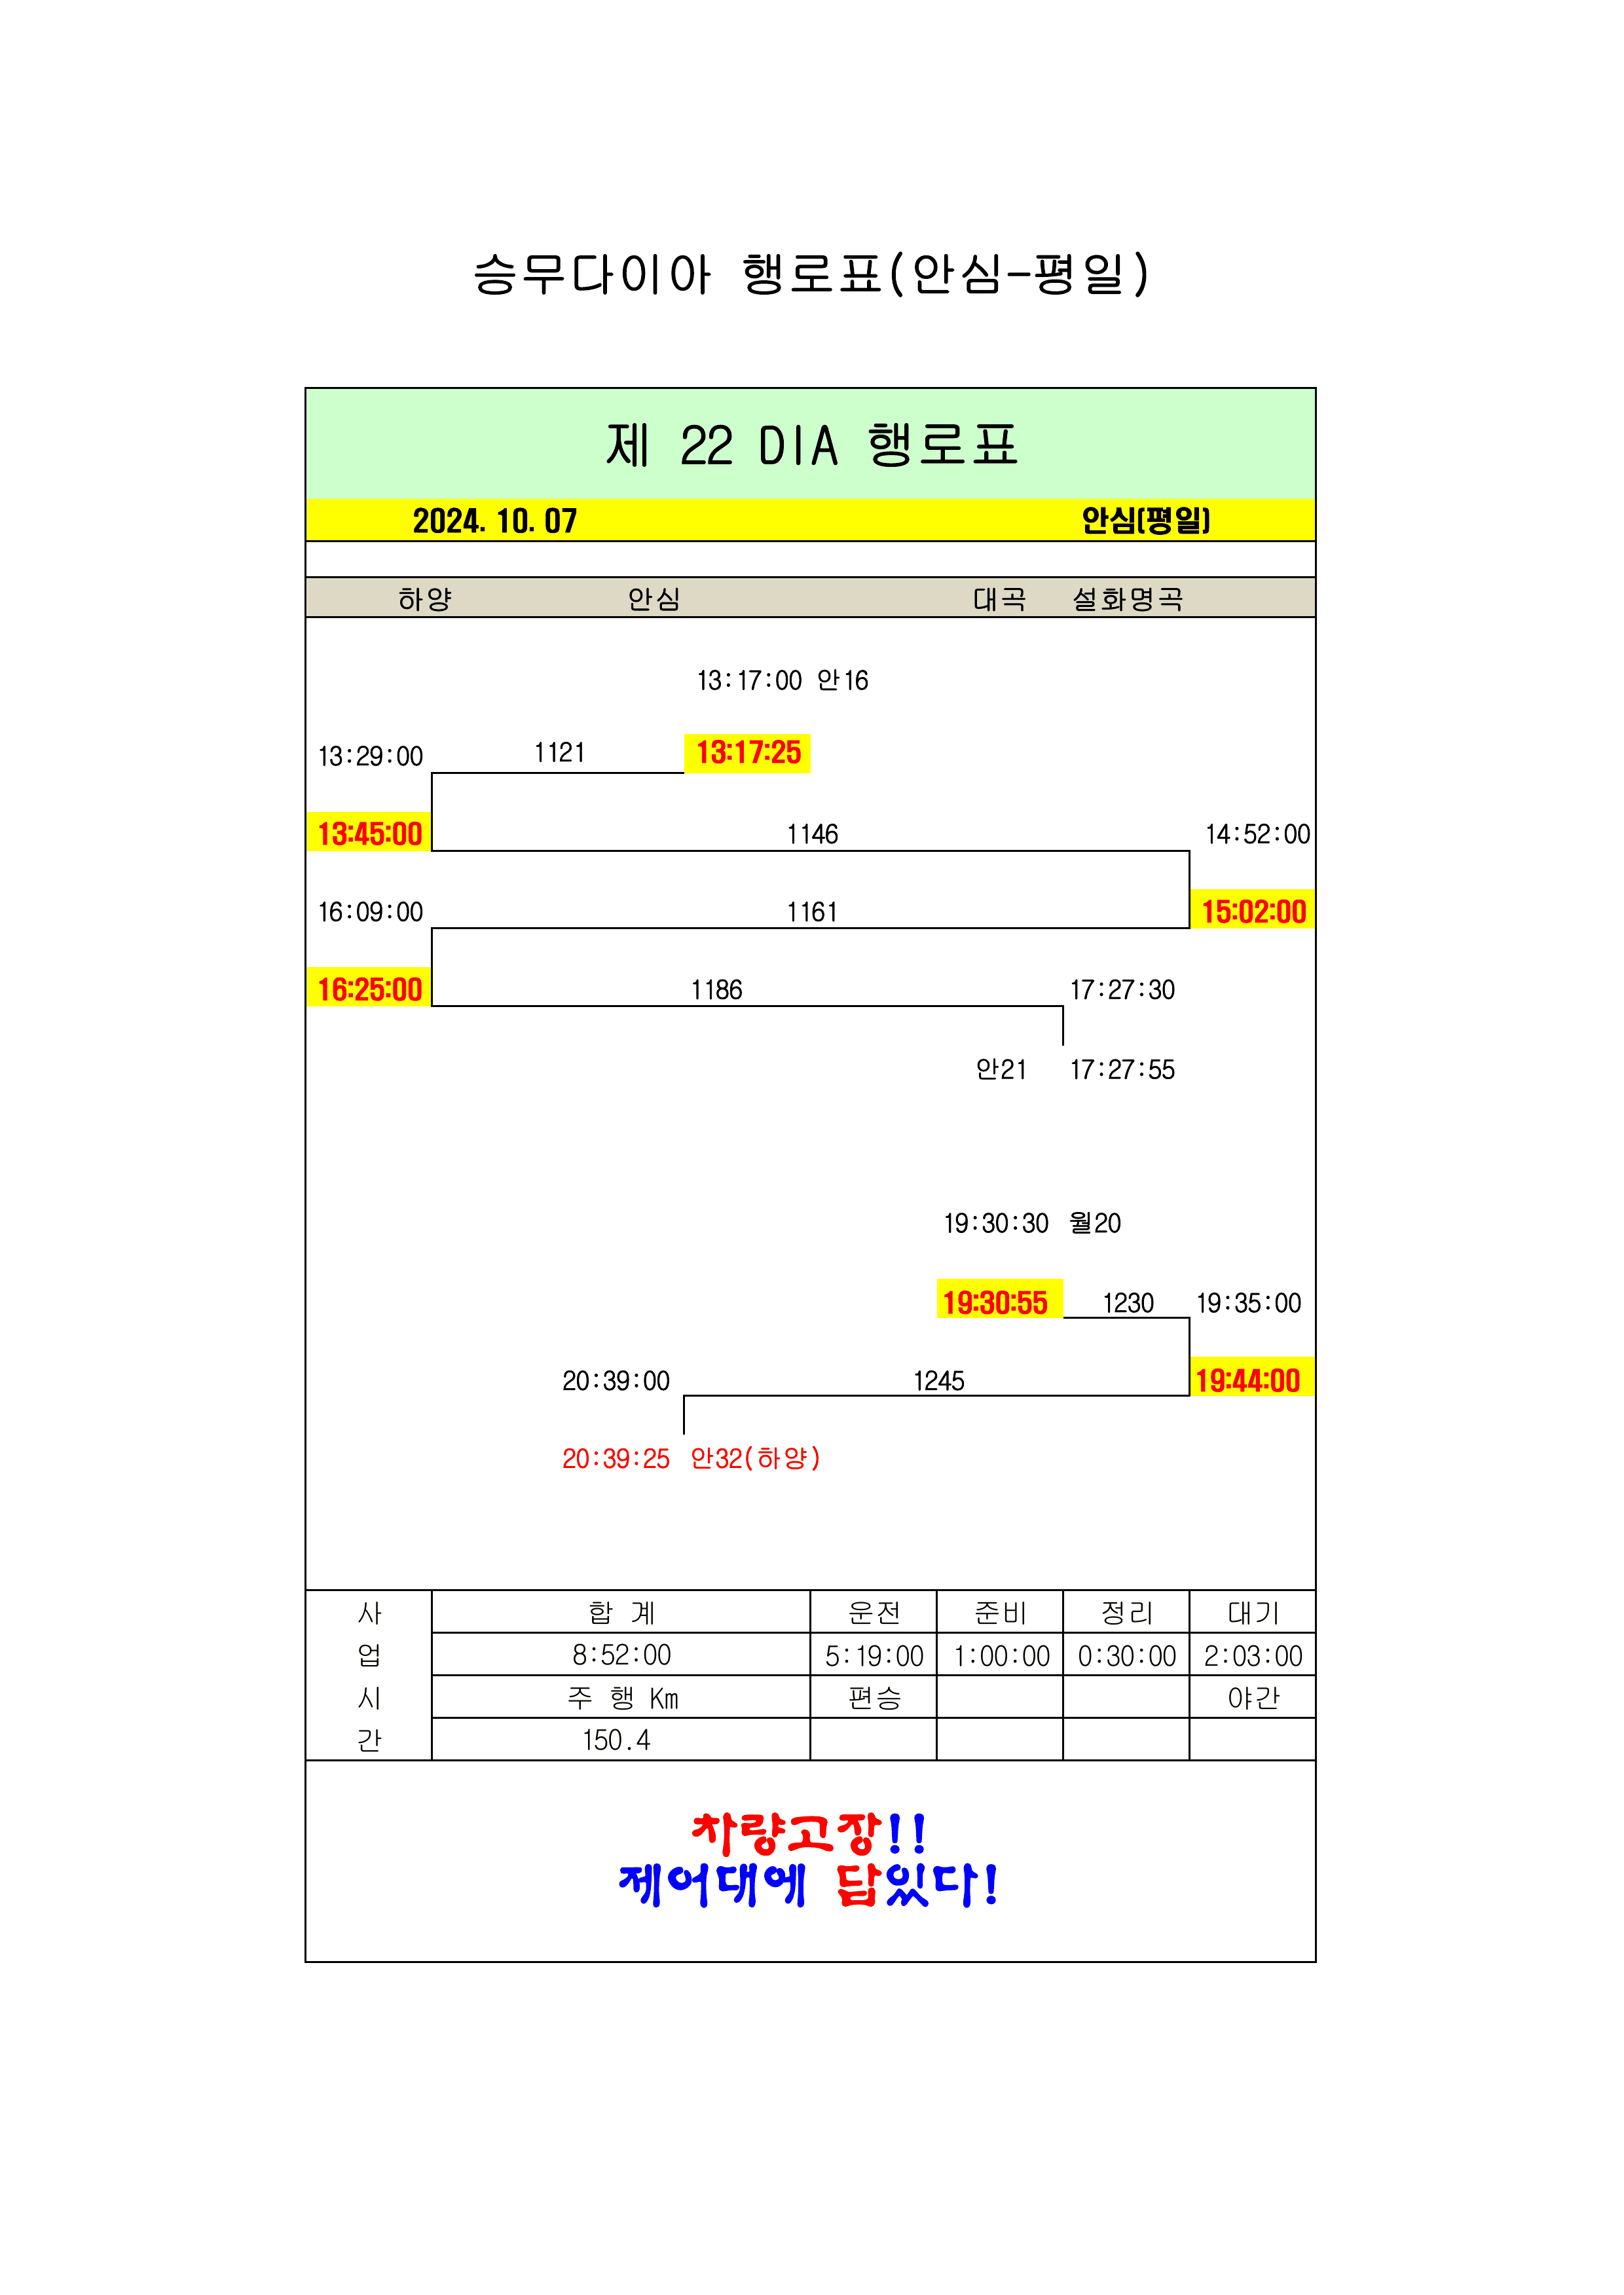 승무다이아 행로표(안심-평일)
제 22 DIA 행로표
2024. 10. 07 안심(평일)
하양 안심 대곡 설화명곡
13:17:00 안16
13:29:00 1121 13:17:25
13:45:00 1146 14:52:00
16:09:00 1161 15:02:00
16:25:00 1186 17:27:30
안21 17:27:55
19:30:30 월20
19:30:55 1230 19:35:00
20:39:00 1245 19:44:00
20:39:25 안32(하양)
사 합 계 운전 준비 정리 대기
업 8:52:00 5:19:00 1:00:00 0:30:00 2:03:00
시 주 행 Km 편승 야간
간 150.4
차량고장!!
제어대에 답있다!